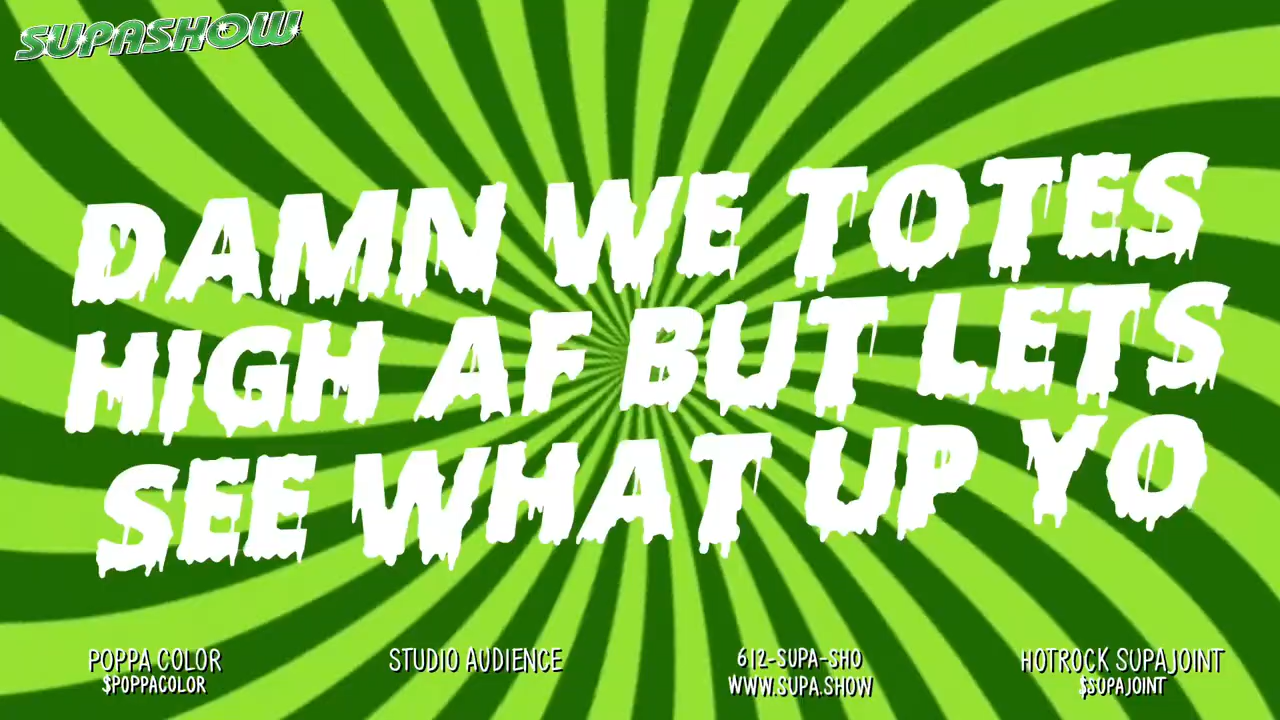 SUPASHOW
DAMN WE TOTES
HIGH AF BUT LETS
SEE WHAT UP YO
POPPA COLOR
$POPPACOLOR
STUDIO AUDIENCE
612-SUPA-SHO
WWW.SUPA.SHOW
HOTROCK SUPAJOINT
$SUPAJOINT